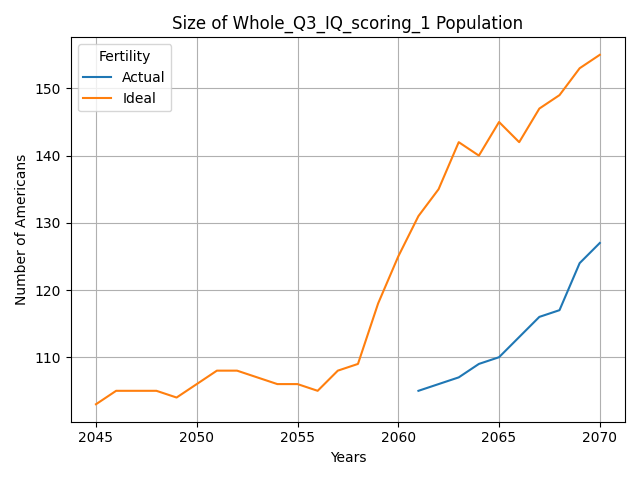 Size of Whole_Q3_IQ_scoring_1 Population
Fertility
Actual
Ideal
Number of Americans
150
140
130
120
110
2045 2050 2055 2060 2065 2070
Years